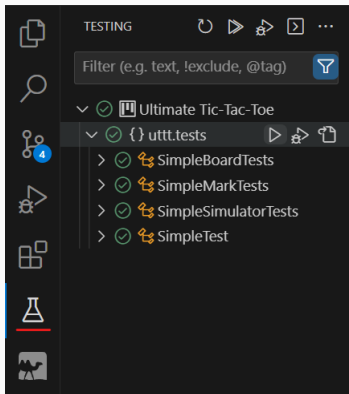 TESTING
Filter (e.g. text, !exclude, @tag)
Ultimate Tic-Tac-Toe
{} uttt.tests
4
SimpleBoardTests
SimpleMarkTests
SimpleSimulatorTests
SimpleTest